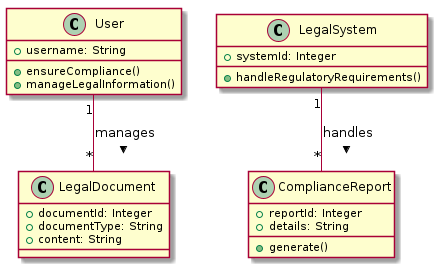 C User
username: String
ensureCompliance()
manageLegalInformation()
C LegalSystem
systemId: Integer
handleRegulatoryRequirements()
1
manages
*
1
handles
*
C LegalDocument
documentId: Integer
documentType: String
content: String
C ComplianceReport
reportId: Integer
details: String
generate()